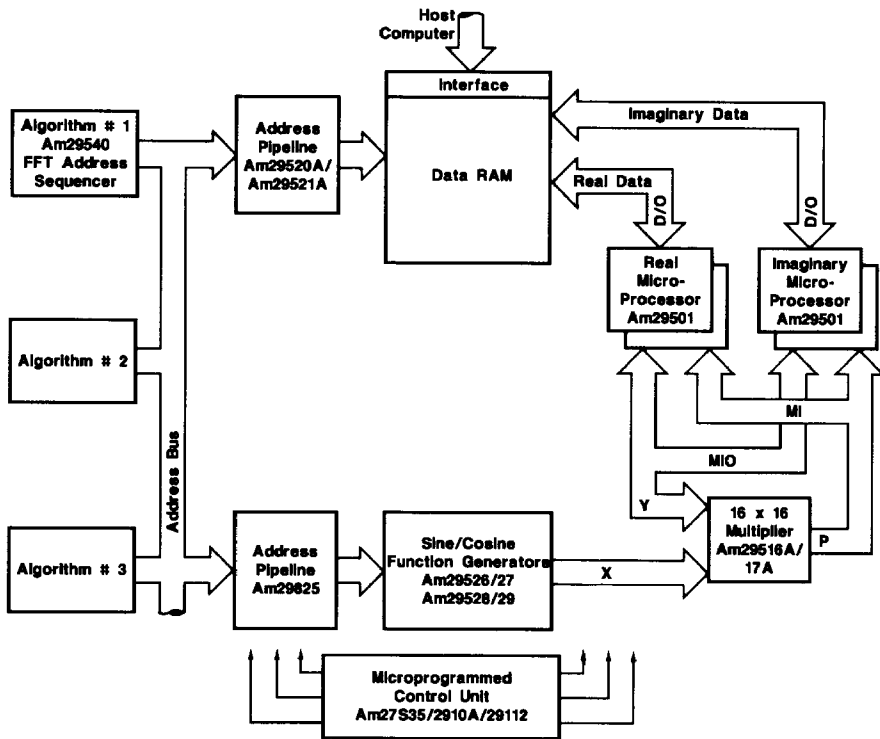 Host
Computer
Interface
Data RAM
Algorithm # 1
Am29540
FFT Address
Sequencer
Address
Pipeline
Am29520A/
Am29521A
Imaginary Data
Real Data
D/O
D/O
Real
Micro-
Processor
Am29501
Imaginary
Micro-
Processor
Am29501
Algorithm # 2
Address Bus
MI
MIO
Algorithm # 3
Address
Pipeline
Am29825
Sine/Cosine
Function Generators
Am29526/27
Am29528/29
X
Y
16 x 16
Multiplier
Am29516A/
17A
P
Microprogrammed
Control Unit
Am27S35/2910A/29112